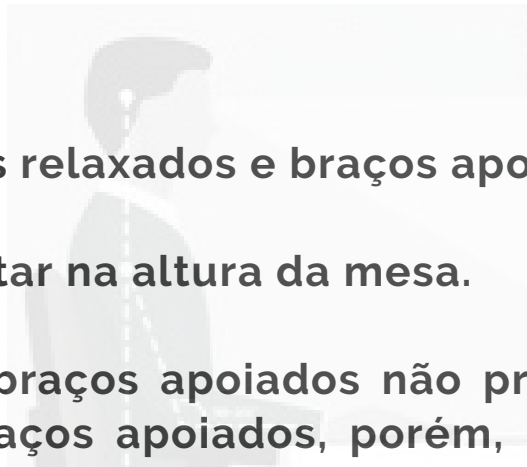 s relaxados e braços apo
tar na altura da mesa.
braços apoiados não pr
aços apoiados, porém,